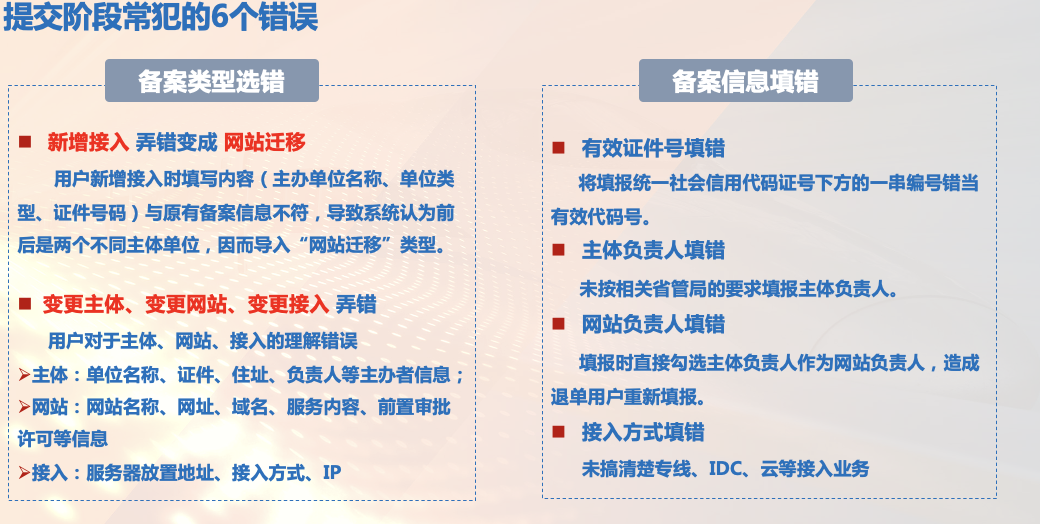 提交阶段常犯的6个错误
备案类型选错
■ 新增接入 弄错变成 网站迁移
用户新增接入时填写内容（主办单位名称、单位类
型、证件号码）与原有备案信息不符，导致系统认为前
后是两个不同主体单位，因而导入“网站迁移”类型。
■ 变更主体、变更网站、变更接入 弄错
用户对于主体、网站、接入的理解错误
➢主体：单位名称、证件、住址、负责人等主办者信息；
➢网站：网站名称、网址、域名、服务内容、前置审批
许可等信息
➢接入：服务器放置地址、接入方式、IP
备案信息填错
■ 有效证件号填错
将填报统一社会信用代码证号下方的一串编号错当
有效代码号。
■ 主体负责人填错
未按相关省管局的要求填报主体负责人。
■ 网站负责人填错
填报时直接勾选主体负责人作为网站负责人，造成
退单用户重新填报。
■ 接入方式填错
未搞清楚专线、IDC、云等接入业务